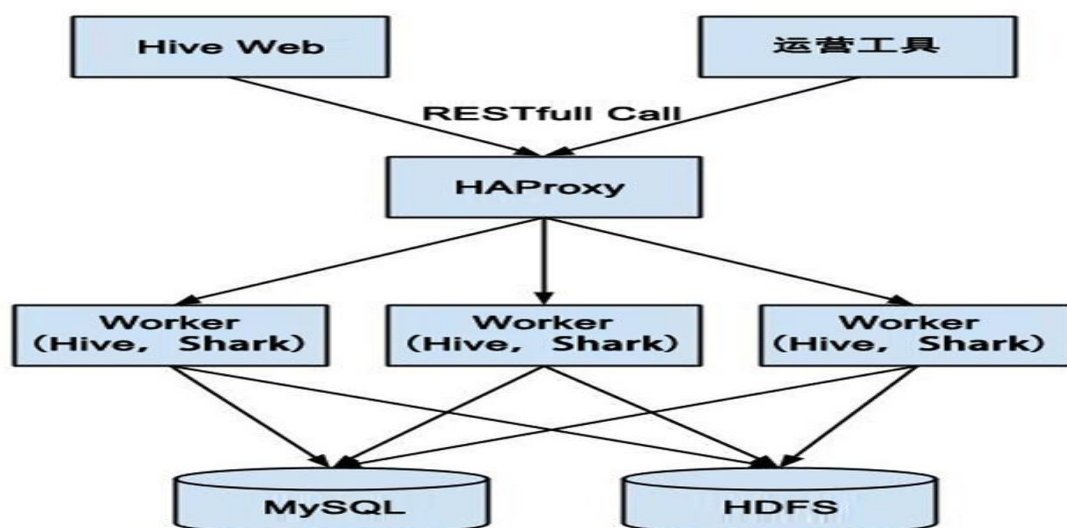 Hive Web
运营工具
RESTfull Call
HAProxy
Worker
(Hive, Shark)
Worker
(Hive, Shark)
Worker
(Hive, Shark)
MySQL
HDFS